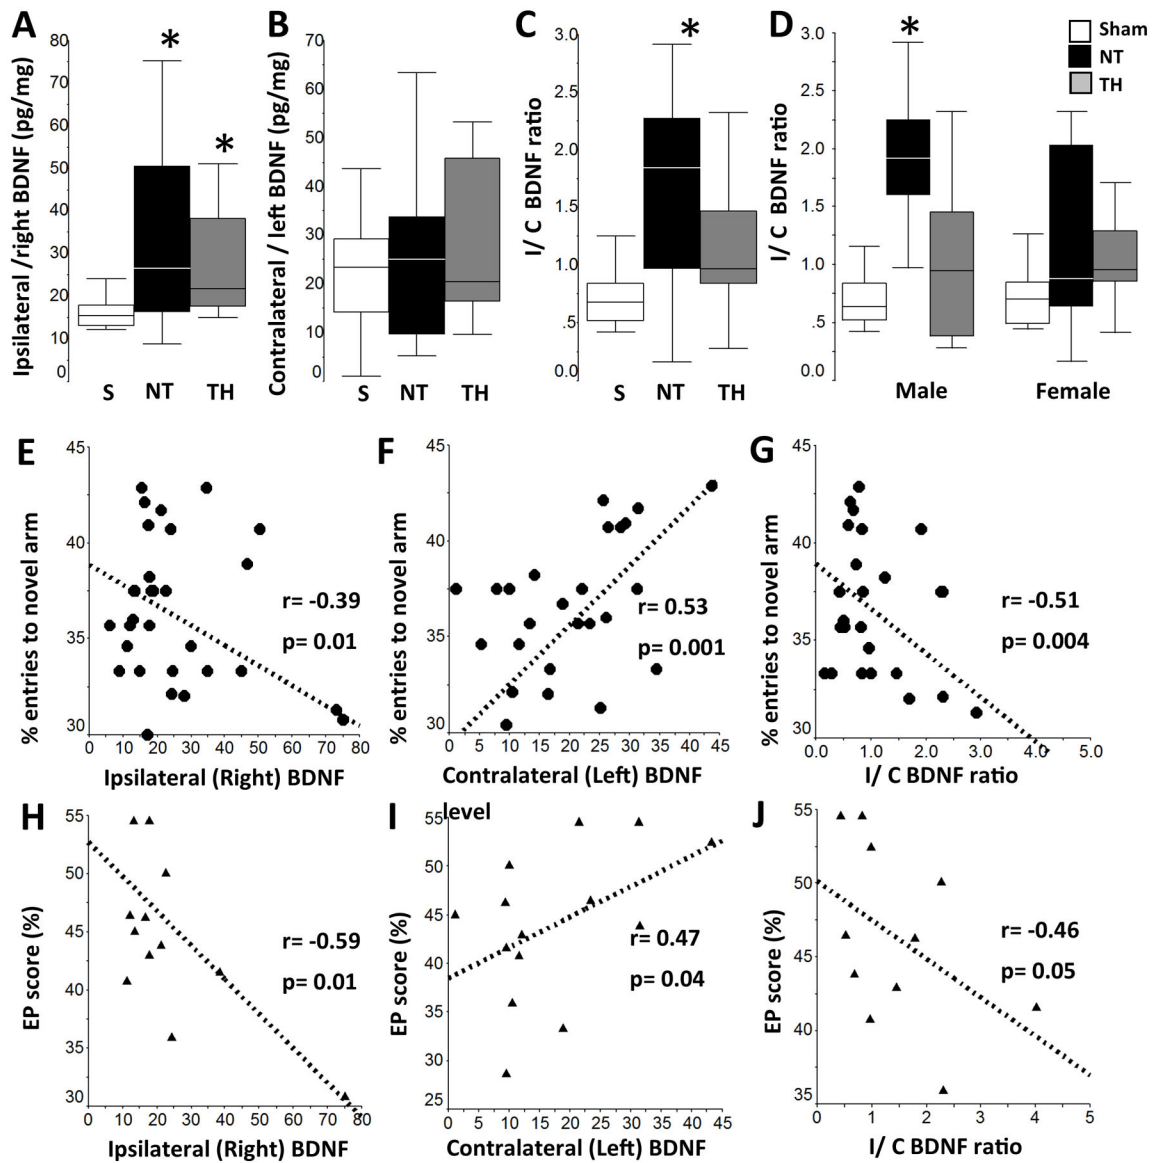 A
Ipsilateral /right BDNF (pg/mg)
80
70
60
50
40
30
20
10
0
*
*
S NT TH
B
Contralateral / left BDNF (pg/mg)
70
60
50
40
30
20
10
0
S NT TH
C
I/ C BDNF ratio
3.0
2.0
1.0
.5
0.0
*
S NT TH
D
I/ C BDNF ratio
3.0
2.0
1.0
.5
0.0
*
Male Female
Sham
NT
TH
E
% entries to novel arm
45
40
35
30
r= -0.39
p= 0.01
0 10 20 30 40 50 60 70 80
Ipsilateral (Right) BDNF
F
% entries to novel arm
45
40
35
30
r= 0.53
p= 0.001
0 5 10 15 20 25 30 35 40 45
Contralateral (Left) BDNF
level
G
% entries to novel arm
45
40
35
30
r= -0.51
p= 0.004
0.0 1.0 2.0 3.0 4.0 5.0
I/ C BDNF ratio
H
EP score (%)
55
50
45
40
35
30
r= -0.59
p= 0.01
0 10 20 30 40 50 60 70 80
Ipsilateral (Right) BDNF
I
EP score (%)
55
50
45
40
35
30
25
r= 0.47
p= 0.04
0 5 10 15 20 25 30 35 40 45
Contralateral (Left) BDNF
J
EP score (%)
55
50
45
40
35
r= -0.46
p= 0.05
0 1 2 3 4 5
I/ C BDNF ratio